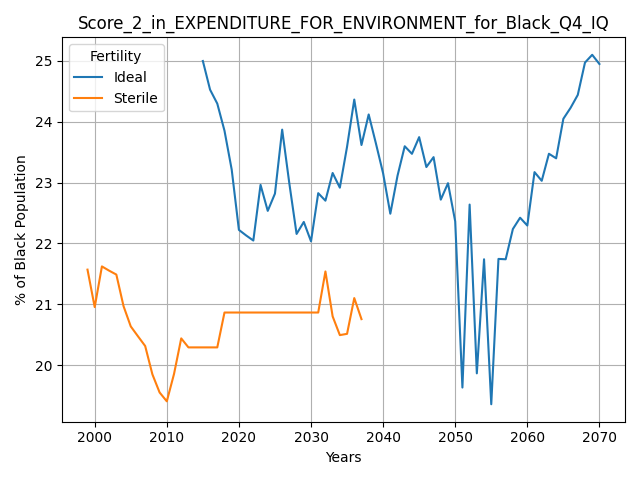 Score_2_in_EXPENDITURE_FOR_ENVIRONMENT_for_Black_Q4_IQ
Fertility
Ideal
Sterile
% of Black Population
25
24
23
22
21
20
2000 2010 2020 2030 2040 2050 2060 2070
Years